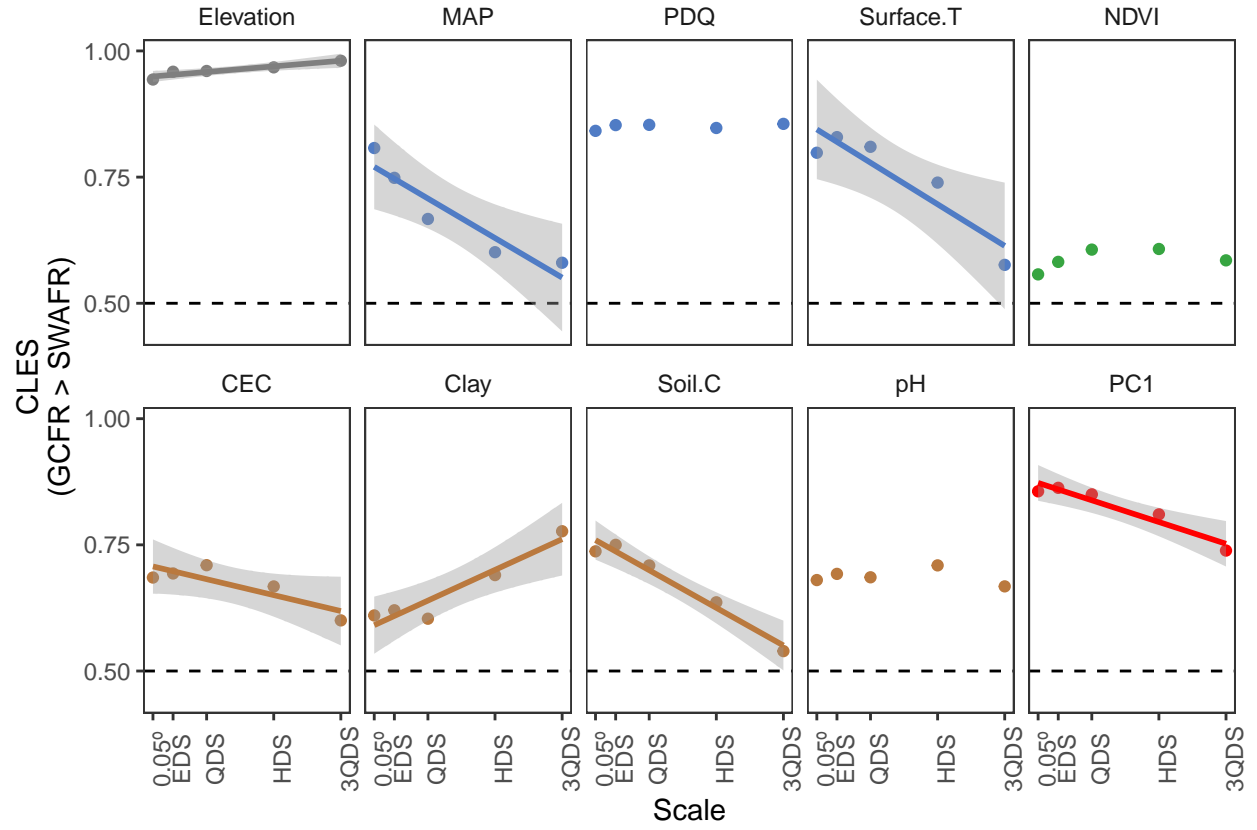 Elevation MAP PDQ Surface.T NDVI
1.00
0.75
0.50
CLES
(GCFR > SWAFR)
CEC Clay Soil.C pH PC1
1.00
0.75
0.50
0.05º EDS QDS HDS 3QDS 0.05º EDS QDS HDS 3QDS 0.05º EDS QDS HDS 3QDS 0.05º EDS QDS HDS 3QDS 0.05º EDS QDS HDS 3QDS
Scale